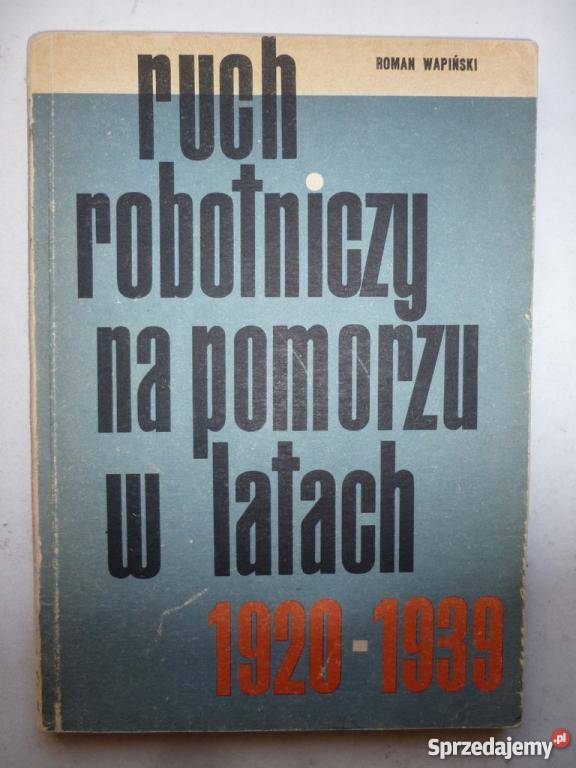 ROMAN WAPIŃSKI
ruch
robotniczy
na pomorzu
w latach
1920-1939
Sprzedajemy.pl